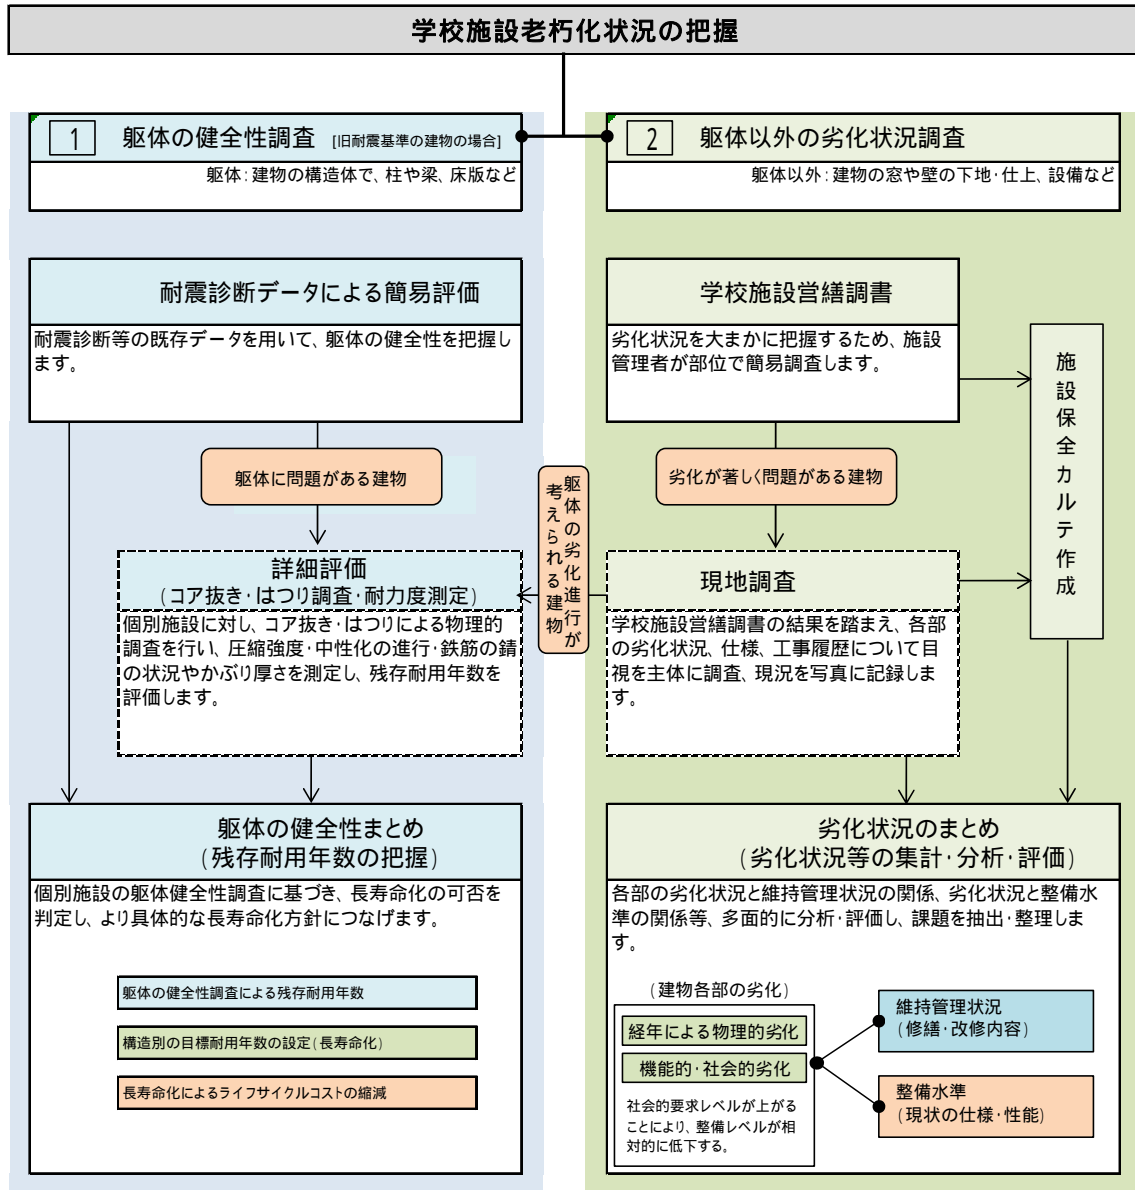 学校施設老朽化状況の把握
1 躯体の健全性調査 [旧耐震基準の建物の場合]
躯体:建物の構造体で、柱や梁、床版など
耐震診断データによる簡易評価
耐震診断等の既存データを用いて、躯体の健全性を把握し
ます。
躯体に問題がある建物
詳細評価
(コア抜き・はつり調査・耐力度測定)
個別施設に対し、コア抜き・はつりによる物理的
調査を行い、圧縮強度・中性化の進行・鉄筋の錆
の状況やかぶり厚さを測定し、残存耐用年数を
評価します。
躯体の健全性まとめ
(残存耐用年数の把握)
個別施設の躯体健全性調査に基づき、長寿命化の可否を
判定し、より具体的な長寿命化方針につなげます。
躯体の健全性調査による残存耐用年数
構造別の目標耐用年数の設定(長寿命化)
長寿命化によるライフサイクルコストの縮減
躯体の劣化進行が
考えられる建物
2 躯体以外の劣化状況調査
躯体以外:建物の窓や壁の下地・仕上、設備など
学校施設営繕調書
劣化状況を大まかに把握するため、施設
管理者が部位で簡易調査します。
劣化が著しく問題がある建物
現地調査
学校施設営繕調書の結果を踏まえ、各部
の劣化状況、仕様、工事履歴について目
視を主体に調査、現況を写真に記録しま
す。
施設保全カルテ作成
劣化状況のまとめ
(劣化状況等の集計・分析・評価)
各部の劣化状況と維持管理状況の関係、劣化状況と整備水
準の関係等、多面的に分析・評価し、課題を抽出・整理しま
す。
(建物各部の劣化)
経年による物理的劣化
機能的・社会的劣化
社会的要求レベルが上がる
ことにより、整備レベルが相
対的に低下する。
維持管理状況
(修繕・改修内容)
整備水準
(現状の仕様・性能)